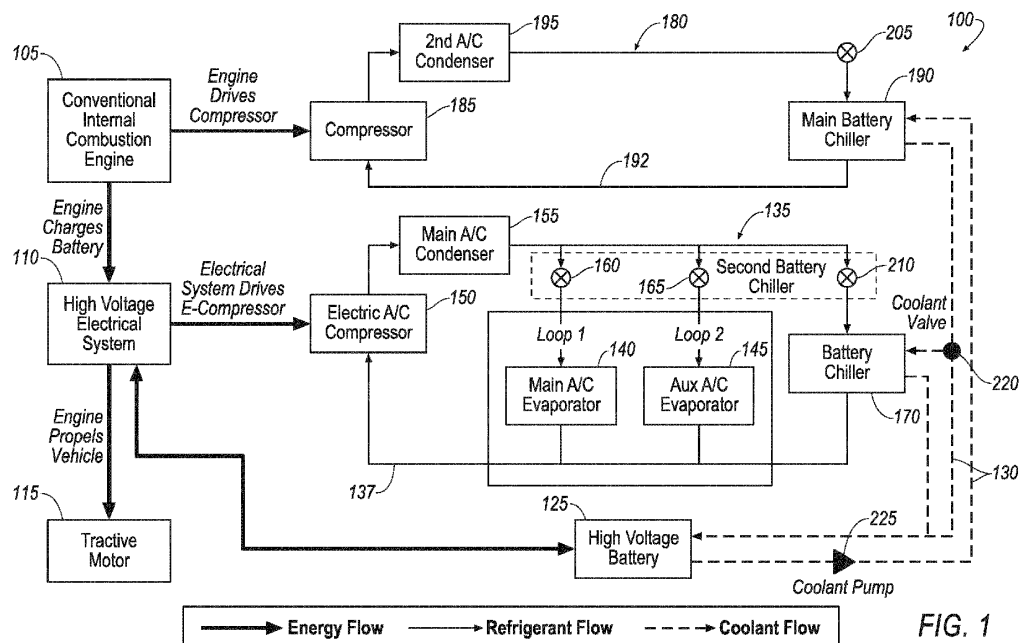 105
Conventional
Internal
Combustion
Engine
Engine
Drives
Compressor
195
2nd A/C
Condenser
180
205
100
185
Compressor
190
Main Battery
Chiller
192
Engine
Charges
Battery
155
Main A/C
Condenser
135
160
165
Second Battery
Chiller
210
110
High Voltage
Electrical
System
Electrical
System Drives
E-Compressor
150
Electric A/C
Compressor
Loop 1
Loop 2
140
Main A/C
Evaporator
145
Aux A/C
Evaporator
Coolant
Valve
Battery
Chiller
170
220
Engine
Propels
Vehicle
137
130
115
Tractive
Motor
125
High Voltage
Battery
225
Coolant Pump
Energy Flow
Refrigerant Flow
Coolant Flow
FIG. 1